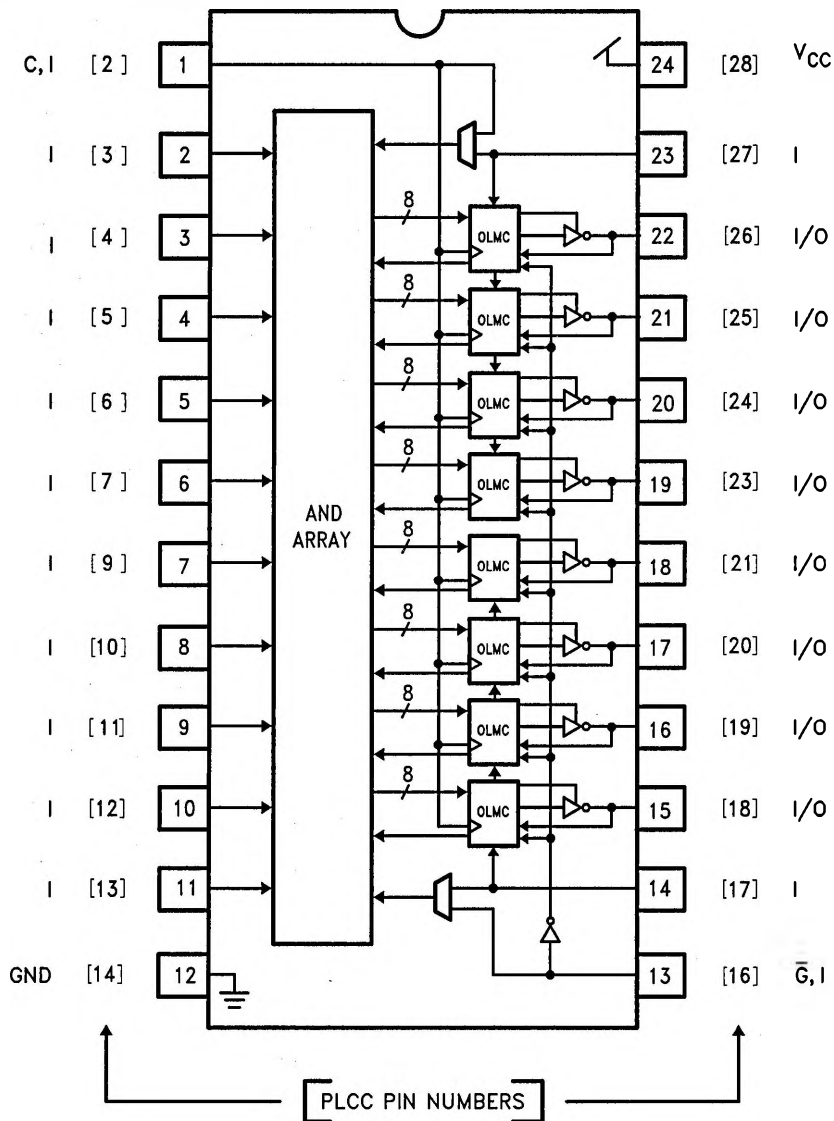 C,I [2] 1 24 [28] VCC
I [3] 2 23 [27] I
8
I [4] 3 OLMC 22 [26] I/O
8
I [5] 4 OLMC 21 [25] I/O
8
I [6] 5 OLMC 20 [24] I/O
8
I [7] 6 OLMC 19 [23] I/O
AND
ARRAY
8
I [9] 7 OLMC 18 [21] I/O
8
I [10] 8 OLMC 17 [20] I/O
8
I [11] 9 OLMC 16 [19] I/O
8
I [12] 10 OLMC 15 [18] I/O
I [13] 11 14 [17] I
GND [14] 12 13 [16] G̅,I
[PLCC PIN NUMBERS]